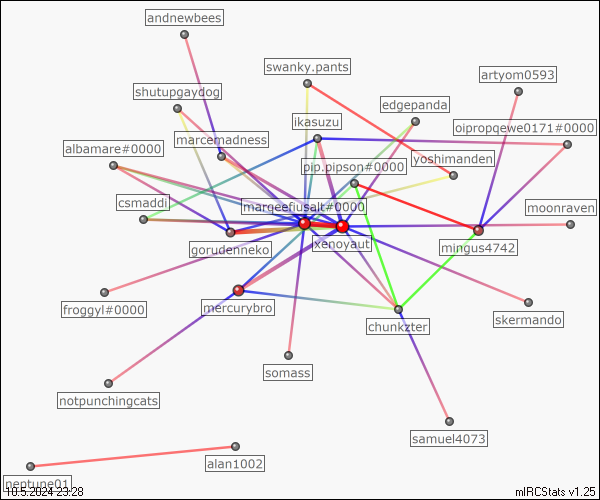 andnewbees
swanky.pants
artyom0593
shutupgaydog
edgepanda
ikasuzu
oipropqewe0171#0000
marcemadness
albamare#0000
yoshimanden
pip.pipson#0000
csmaddi
margeefusalt#0000
moonraven
xenoyaut
gorudenneko
mingus4742
froggyl#0000
mercurybro
skermando
chunkzter
somass
notpunchingcats
samuel4073
alan1002
neptune01
10.5.2024 23:28
mIRCStats v1.25